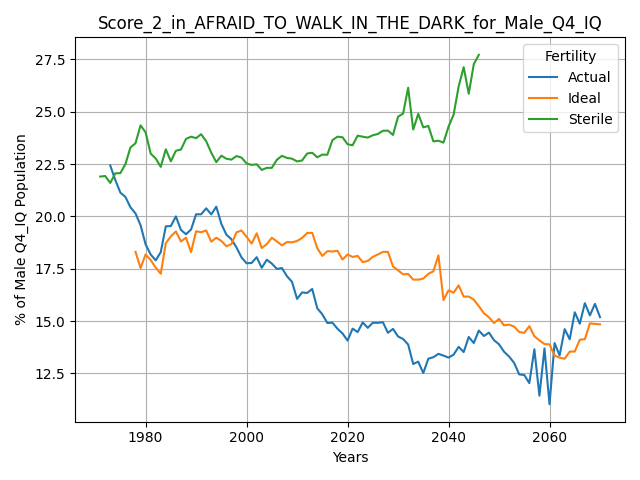 Score_2_in_AFRAID_TO_WALK_IN_THE_DARK_for_Male_Q4_IQ
% of Male Q4_IQ Population
27.5
25.0
22.5
20.0
17.5
15.0
12.5
Fertility
Actual
Ideal
Sterile
1980 2000 2020 2040 2060
Years